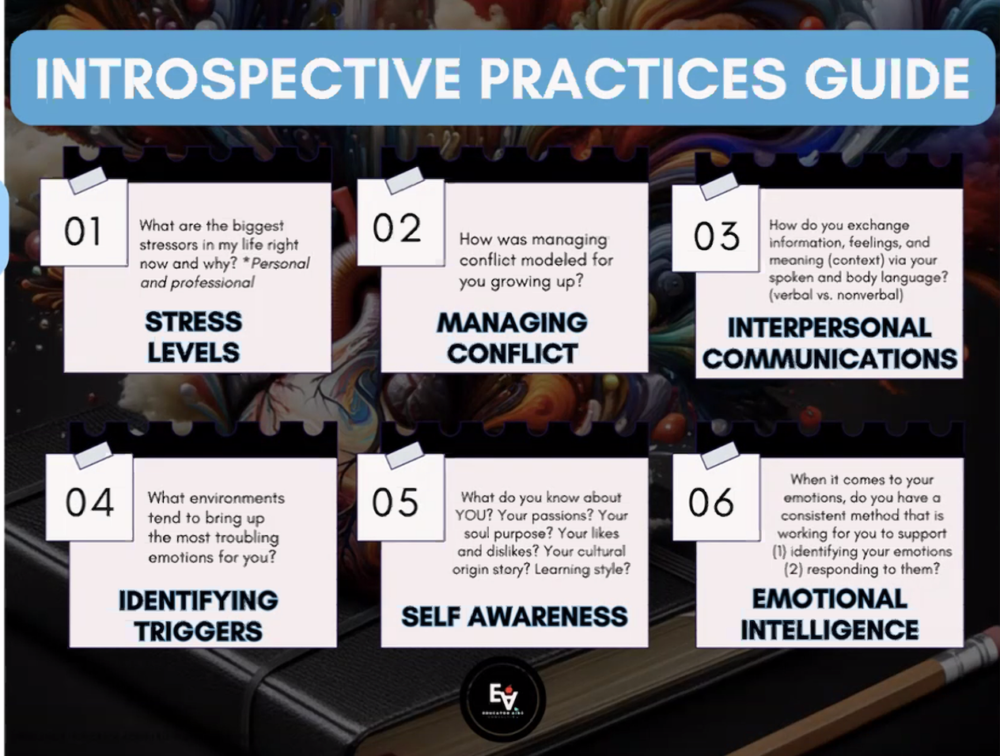 INTROSPECTIVE PRACTICES GUIDE
01
What are the biggest
stressors in my life right
now and why? *Personal
and professional
STRESS
LEVELS
02
How was managing
conflict modeled for
you growing up?
MANAGING
CONFLICT
03
How do you exchange
information, feelings, and
meaning (context) via your
spoken and body language?
(verbal vs. nonverbal)
INTERPERSONAL
COMMUNICATIONS
04
What environments
tend to bring up
the most troubling
emotions for you?
IDENTIFYING
TRIGGERS
05
What do you know about
YOU? Your passions? Your
soul purpose? Your likes
and dislikes? Your cultural
origin story? Learning style?
SELF AWARENESS
06
When it comes to your
emotions, do you have a
consistent method that is
working for you to support
(1) identifying your emotions
(2) responding to them?
EMOTIONAL
INTELLIGENCE
EA
EDUCATOR AIDE